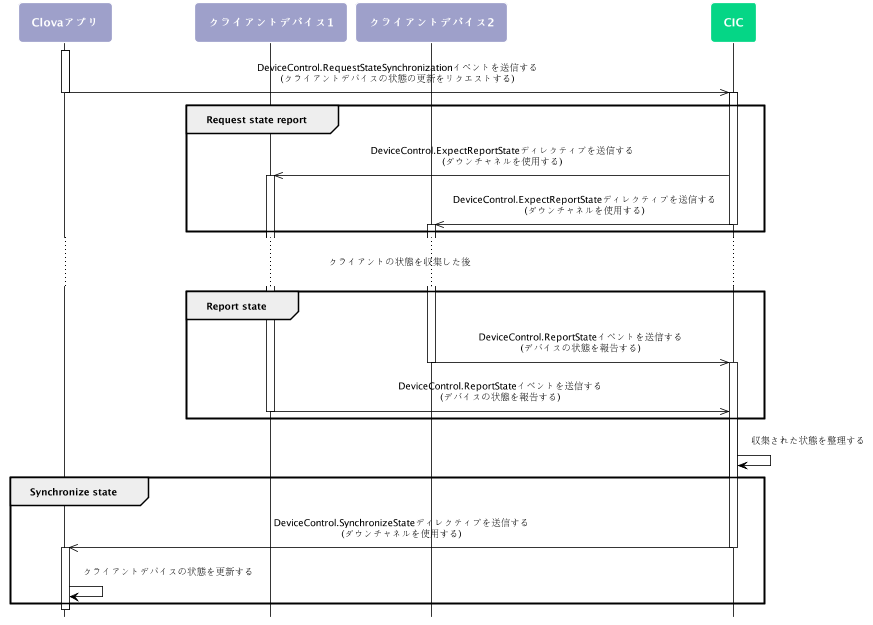 Clovaアプリ
クライアントデバイス1
クライアントデバイス2
CIC
DeviceControl.RequestStateSynchronizationイベントを送信する
(クライアントデバイスの状態の更新をリクエストする)
Request state report
DeviceControl.ExpectReportStateディレクティブを送信する
(ダウンチャネルを使用する)
DeviceControl.ExpectReportStateディレクティブを送信する
(ダウンチャネルを使用する)
クライアントの状態を収集した後
Report state
DeviceControl.ReportStateイベントを送信する
(デバイスの状態を報告する)
DeviceControl.ReportStateイベントを送信する
(デバイスの状態を報告する)
収集された状態を整理する
Synchronize state
DeviceControl.SynchronizeStateディレクティブを送信する
(ダウンチャネルを使用する)
クライアントデバイスの状態を更新する